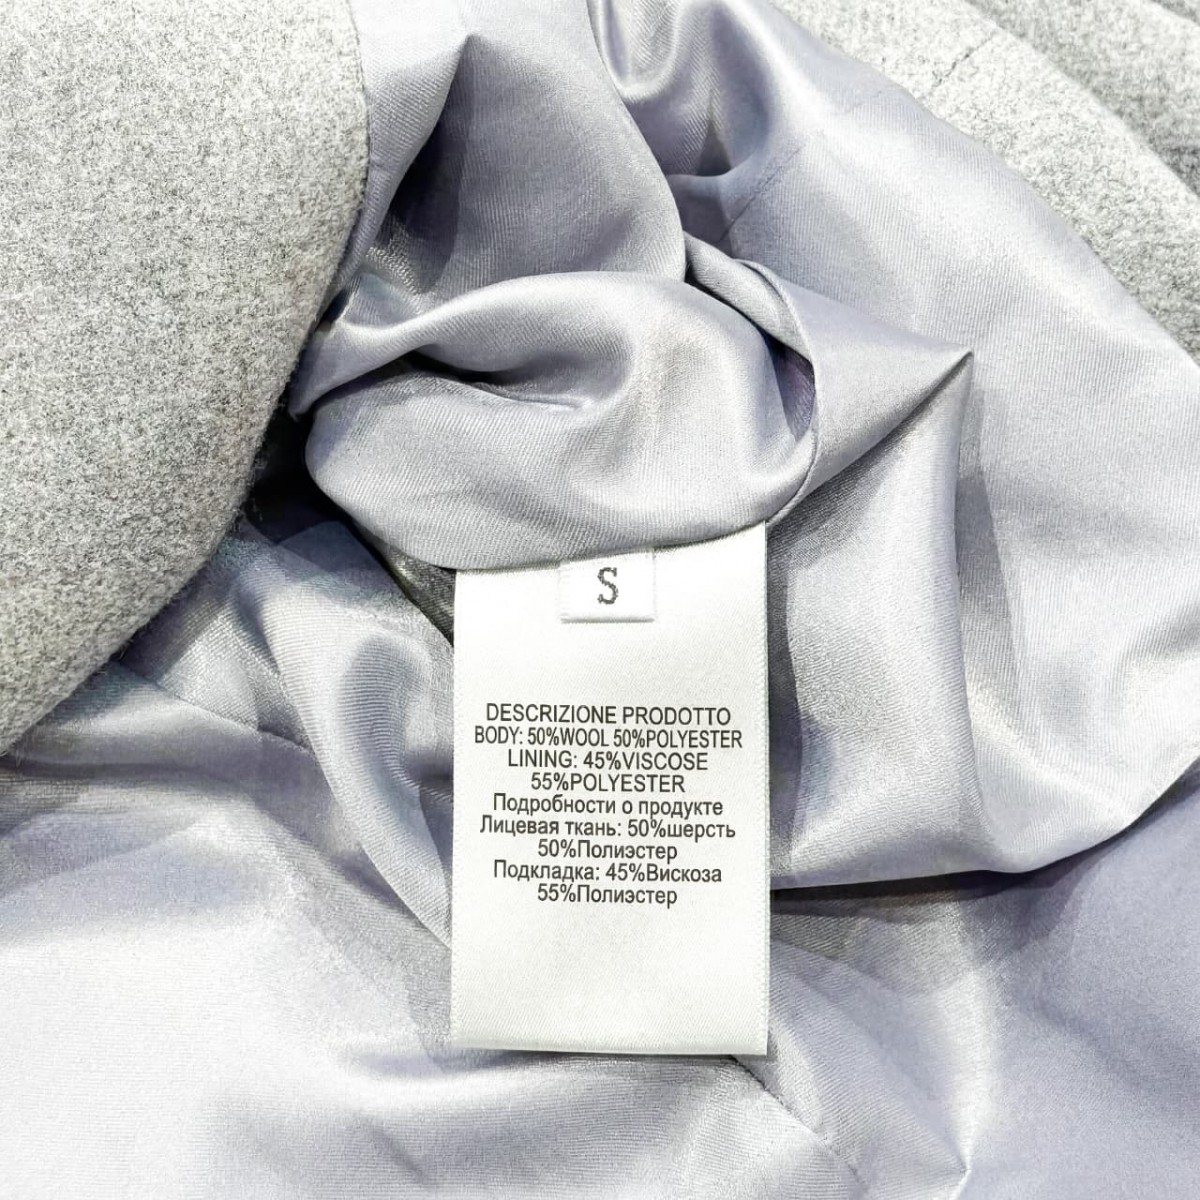 S
DESCRIZIONE PRODOTTO
BODY: 50%WOOL 50%POLYESTER
LINING: 45%VISCOSE
55%POLYESTER
Подробности о продукте
Лицевая ткань: 50%шерсть
50%Полиэстер
Подкладка: 45%Вискоза
55%Полиэстер